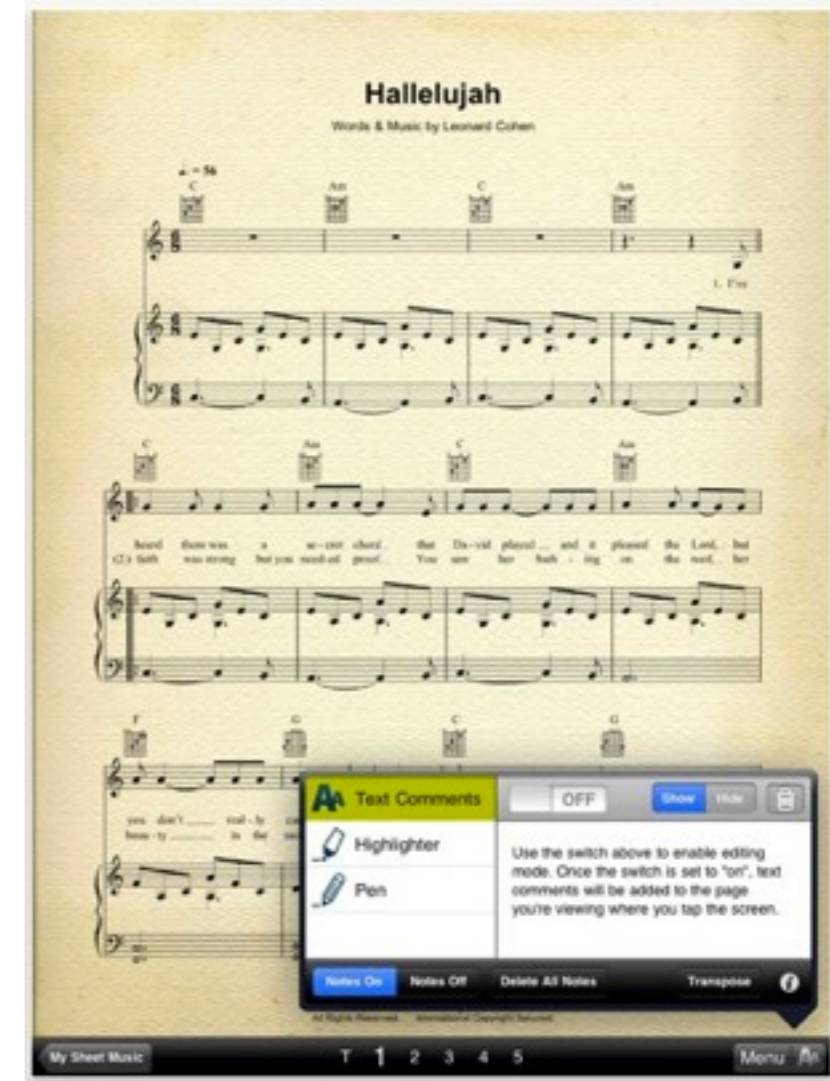 Hallelujah
Words & Music by Leonard Cohen
♩. = 56
C Am C Am
1. I've
C Am C Am
heard there was a se-cret chord, that Da-vid played and it pleased the Lord, but
(2.) faith was strong but you need-ed proof. You saw her bath-ing on the roof, her
F G C G
you don't real-ly
beau-ty in the
Text Comments
OFF
Show Hide
Highlighter
Pen
Use the switch above to enable editing
mode. Once the switch is set to "on", text
comments will be added to the page
you're viewing where you tap the screen.
Notes On Notes Off Delete All Notes Transpose i
All Rights Reserved. International Copyright Secured.
My Sheet Music T 1 2 3 4 5 Menu AA